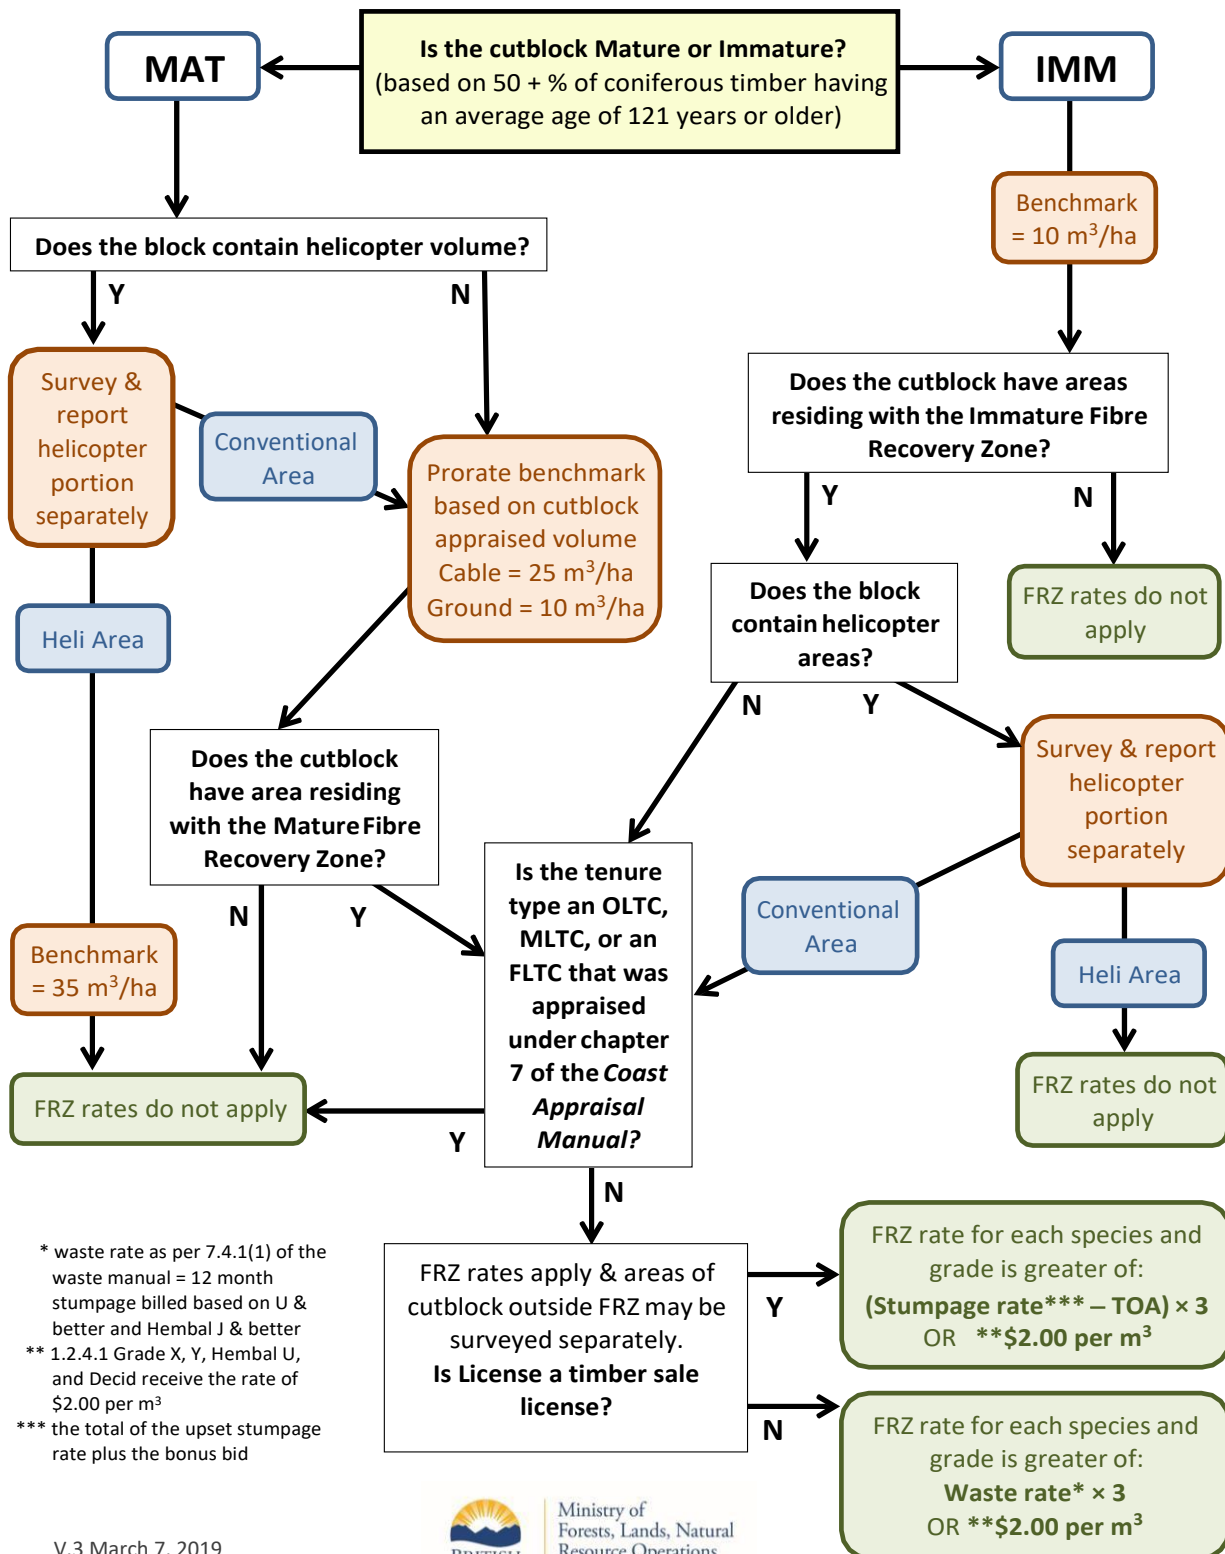 Is the cutblock Mature or Immature?
(based on 50 + % of coniferous timber having
an average age of 121 years or older)
MAT
IMM
Does the block contain helicopter volume?
Y
N
Benchmark
= 10 m³/ha
Survey &
report
helicopter
portion
separately
Conventional
Area
Prorate benchmark
based on cutblock
appraised volume
Cable = 25 m³/ha
Ground = 10 m³/ha
Does the cutblock have areas
residing with the Immature Fibre
Recovery Zone?
Y
N
Heli Area
Does the block
contain helicopter
areas?
FRZ rates do not
apply
N
Y
Does the cutblock
have area residing
with the Mature Fibre
Recovery Zone?
N
Y
Survey & report
helicopter
portion
separately
Is the tenure
type an OLTC,
MLTC, or an
FLTC that was
appraised
under chapter
7 of the Coast
Appraisal
Manual?
Conventional
Area
Benchmark
= 35 m³/ha
Heli Area
FRZ rates do not apply
Y
N
FRZ rates do not
apply
FRZ rates apply & areas of
cutblock outside FRZ may be
surveyed separately.
Is License a timber sale
license?
Y
N
FRZ rate for each species and
grade is greater of:
(Stumpage rate*** – TOA) × 3
OR **$2.00 per m³
FRZ rate for each species and
grade is greater of:
Waste rate* × 3
OR **$2.00 per m³
* waste rate as per 7.4.1(1) of the
waste manual = 12 month
stumpage billed based on U &
better and Hembal J & better
** 1.2.4.1 Grade X, Y, Hembal U,
and Decid receive the rate of
$2.00 per m³
*** the total of the upset stumpage
rate plus the bonus bid
V.3 March 7, 2019
BRITISH
Ministry of
Forests, Lands, Natural
Resource Operations